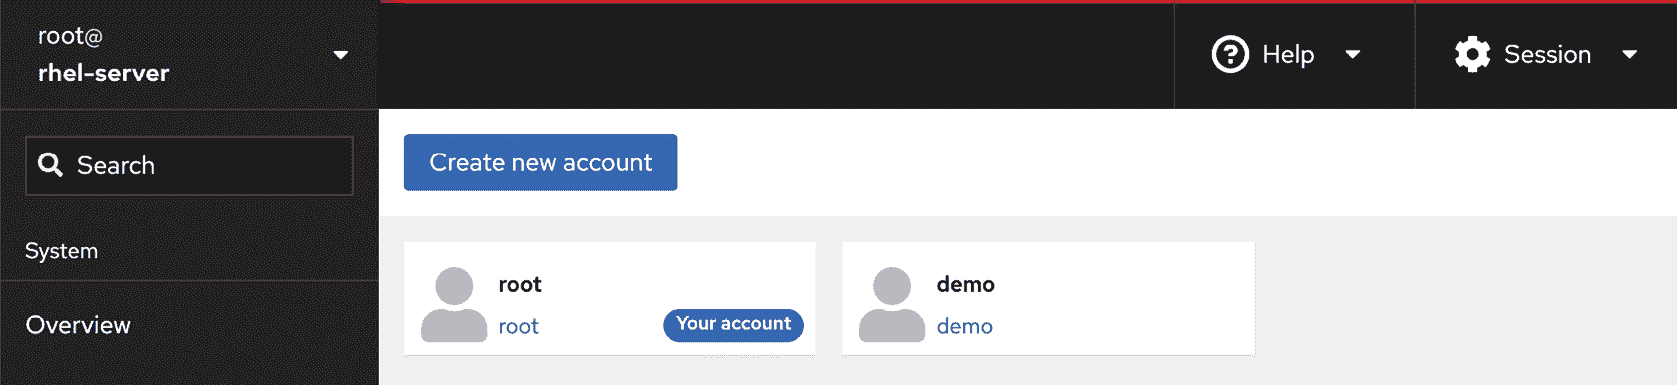 root@
rhel-server
Help
Session
Search
Create new account
System
Overview
root
root
Your account
demo
demo